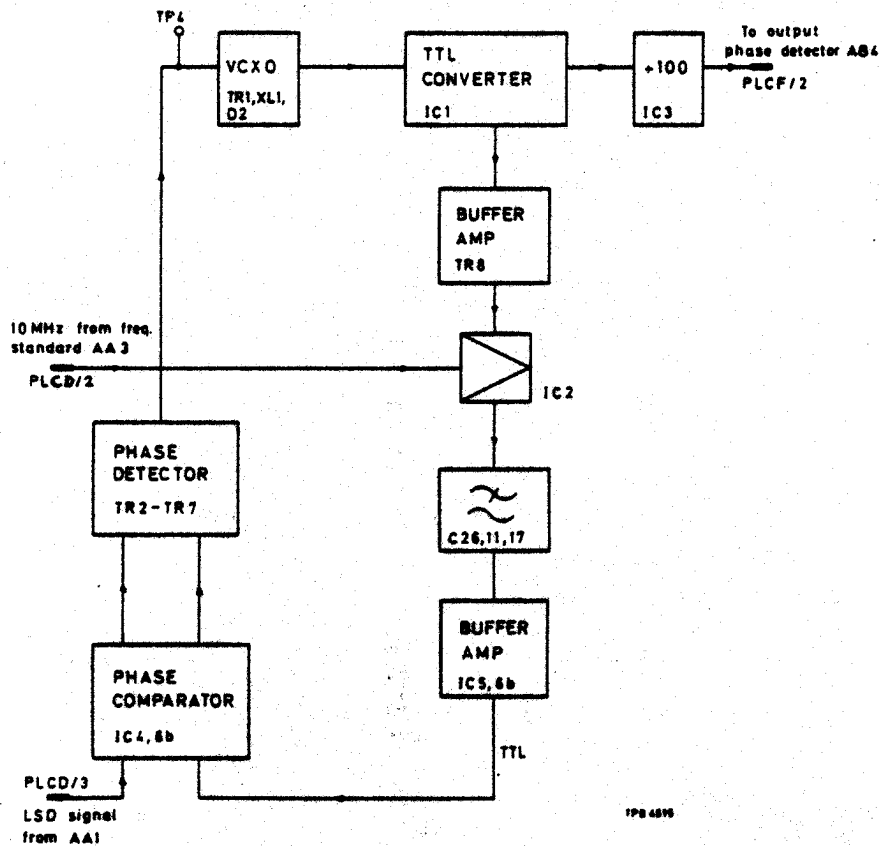 TP4
VCXO
TR1,XL1,
D2
TTL
CONVERTER
IC1
÷100
IC3
To output
phase detector AB4
PLCF/2
BUFFER
AMP
TR8
10 MHz from freq.
standard AA3
PLCD/2
IC2
PHASE
DETECTOR
TR2-TR7
C26,11,17
BUFFER
AMP
IC5,6b
PHASE
COMPARATOR
IC4,6b
TTL
PLCD/3
LSD signal
from AA1